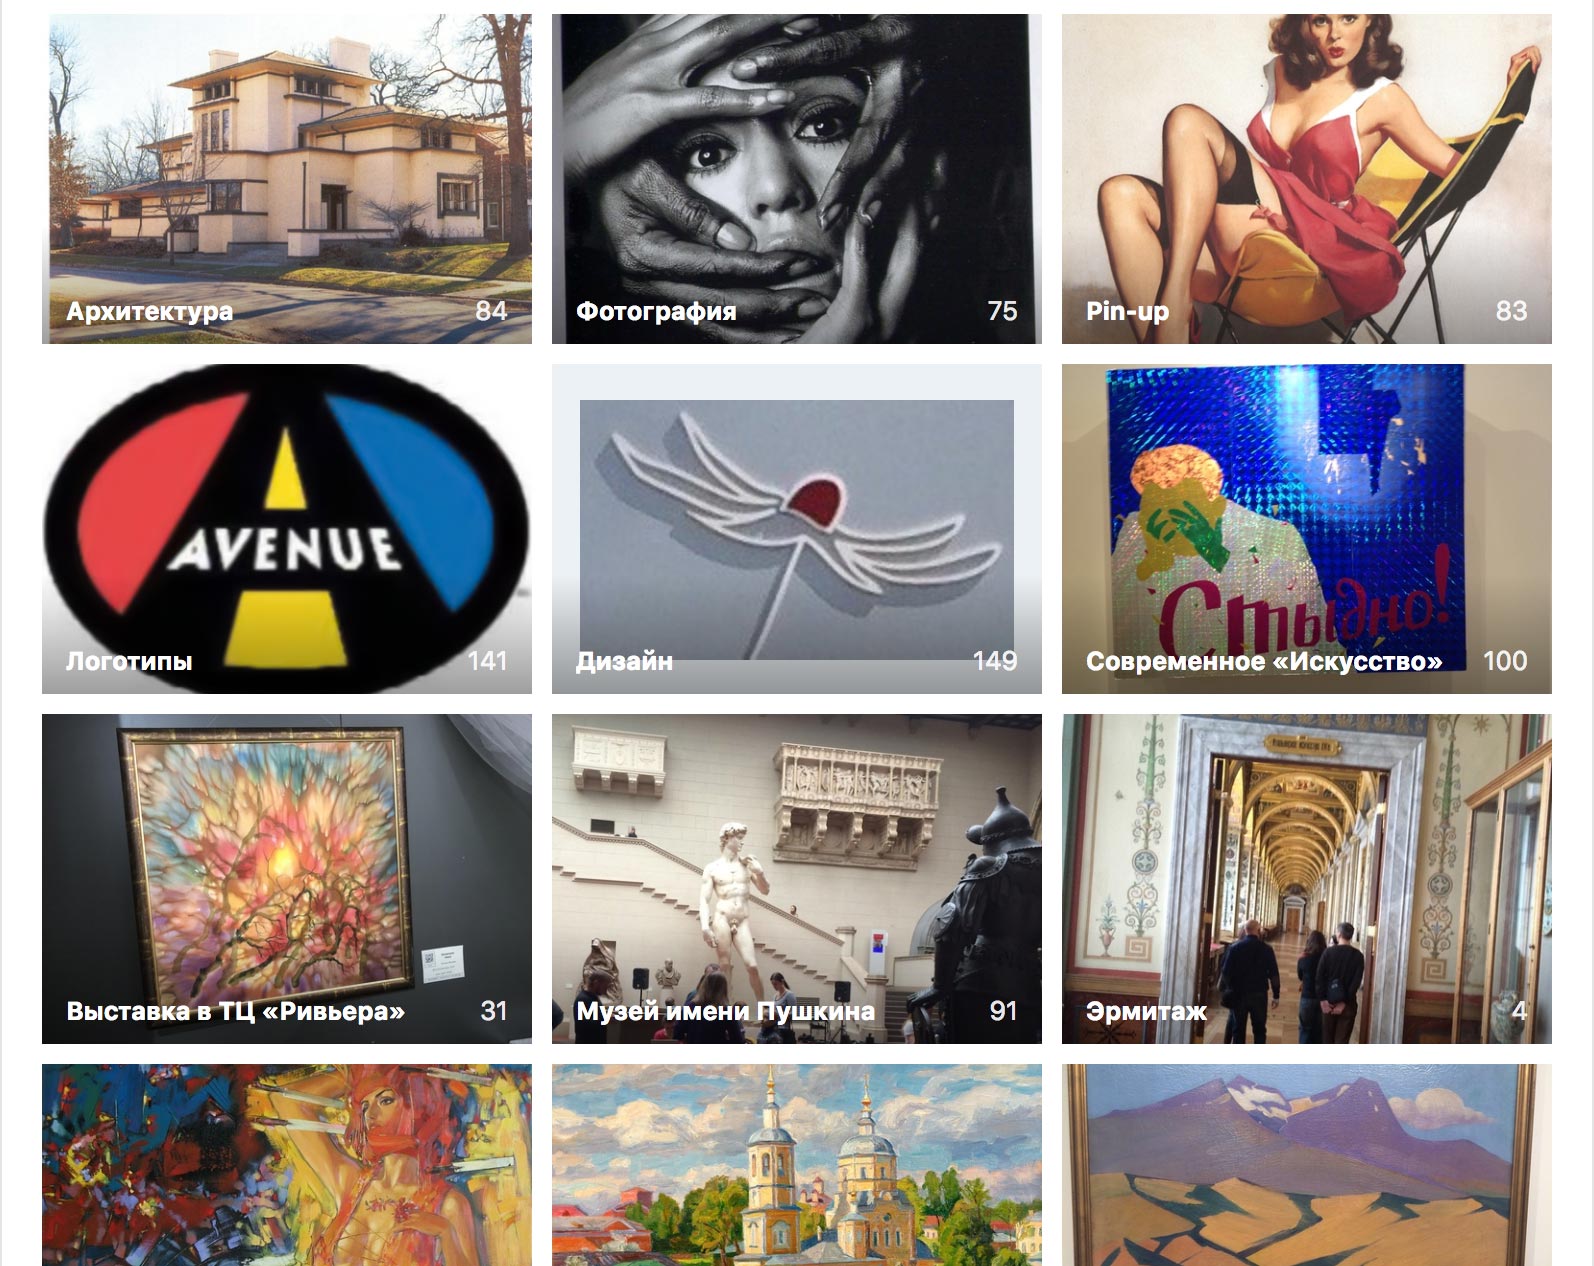 Архитектура 84
Фотография 75
Pin-up 83
AVENUE
Логотипы 141
Дизайн 149
Стыдно!
Современное «Искусство» 100
Выставка в ТЦ «Ривьера» 31
Музей имени Пушкина 91
Эрмитаж 4